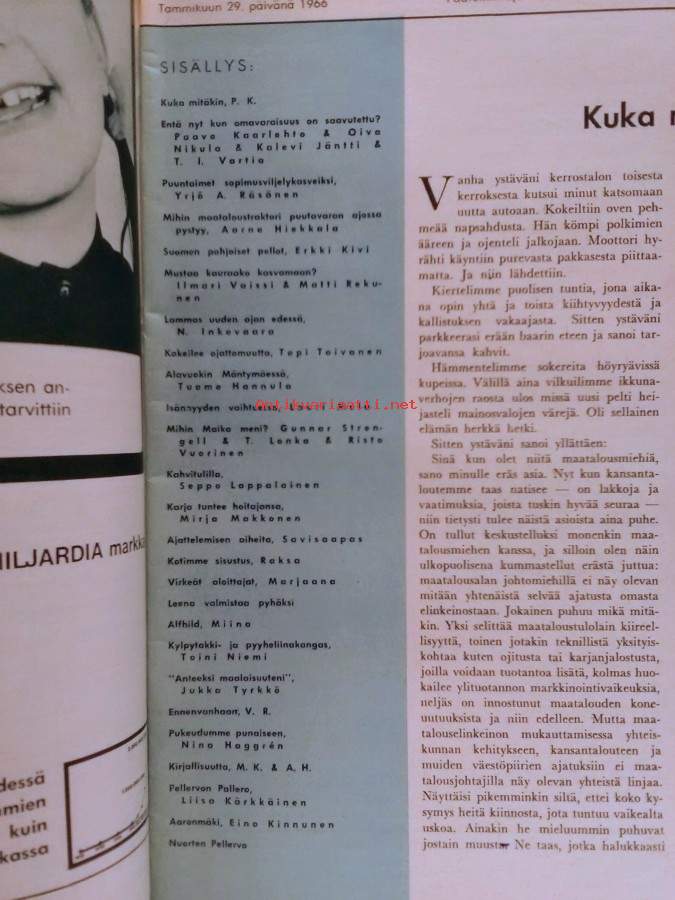 Tammikuun 29. päivänä 1966
SISÄLLYS:
Kuka mitäkin, P. K.
Entä nyt kun omavaraisuus on saavutettu?
Paavo Kaarlehto & Oiva
Nikula & Kalevi Jäntti &
T. I. Vartia
Puuntaimet sopimusviljelykasveiksi,
Yrjö A. Räsänen
Mihin maataloustraktori puutavaran ajossa
pystyy, Aarne Hiekkala
Suomen pohjoiset pellot, Erkki Kivi
Mustaa kauraako kasvamaan?
Ilmari Vaissi & Matti Reku-
nen
Lammas uuden ajan edessä,
N. Inkovaara
Kokeilee ajattomuutta, Tapi Toivanen
Alavuokin Mäntymäessä,
Tuomo Hannula
Isännyyden vaihtuessa,
antikvariaatti.net
Mihin Maiko meni? Gunnar Stren-
gell & T. Lonka & Risto
Vuorinen
Kahvitulilla,
Seppo Lappalainen
Karja tuntee hoitajansa,
Mirja Makkonen
Ajattelemisen aiheita, Savisaapas
Kotimme sisustus, Raksa
Virkeät aloittajat, Marjaana
Leena valmistaa pyhäksi
Alfhild, Miina
Kylpytakki- ja pyyheliinakangas,
Toini Niemi
"Anteeksi maalaisuuteni",
Jukka Tyrkkö
Ennenvanhaan, V. R.
Pukeudumme punaiseen,
Nina Haggrén
Kirjallisuutta, M. K. & A. H.
Pellervon Pallero,
Liisa Kärkkäinen
Aaronmäki, Eino Kinnunen
Nuorten Pellervo
Kuka
Vanha ystäväni kerrostalon toisesta
kerroksesta kutsui minut katsomaan
uutta autoaan. Kokeiltiin oven peh-
meää napsahdusta. Hän kömpi polkimien
ääreen ja ojenteli jalkojaan. Moottori hy-
rähti käyntiin purevasta pakkasesta piittaa-
matta. Ja niin lähdettiin.
Kiertelimme puolisen tuntia, jona aika-
na opin yhtä ja toista kiihtyvyydestä ja
kallistuksen vakaajasta. Sitten ystäväni
parkkeerasi erään baarin eteen ja sanoi tar-
joavansa kahvit.
Hämmentelimme sokereita höyryävissä
kupeissa. Välillä aina vilkuilimme ikkuna-
verhojen raosta ulos missä uusi pelti hei-
jasteli mainosvalojen värejä. Oli sellainen
elämän herkkä hetki.
Sitten ystäväni sanoi yllättäen:
Sinä kun olet niitä maatalousmiehiä,
sano minulle eräs asia. Nyt kun kansanta-
loutemme taas natisee — on lakkoja ja
vaatimuksia, joista tuskin hyvää seuraa —
niin tietysti tulee näistä asioista aina puhe.
On tullut keskustelluksi monenkin maa-
talousmiehen kanssa, ja silloin olen näin
ulkopuolisena kummastellut erästä juttua:
maatalousalan johtomiehillä ei näy olevan
mitään yhtenäistä selvää ajatusta omasta
elinkeinostaan. Jokainen puhuu mikä mitä-
kin. Yksi selittää maataloustulolain kiireel-
lisyyttä, toinen jotakin teknillistä yksityis-
kohtaa kuten ojitusta tai karjanjalostusta,
joilla voidaan tuotantoa lisätä, kolmas huo-
kailee ylituotannon markkinointivaikeuksia,
neljäs on innostunut maatalouden kone-
uutuuksista ja niin edelleen. Mutta maa-
talouselinkeinon mukauttamisessa yhteis-
kunnan kehitykseen, kansantalouteen ja
muiden väestöpiirien ajatuksiin ei maa-
talousjohtajilla näy olevan yhteistä linjaa.
Näyttäisi pikemminkin siltä, ettei koko ky-
symys heitä kiinnosta, jota tuntuu vaikealta
uskoa. Ainakin he mieluummin puhuvat
jostain muusta. Ne taas, jotka halukkaasti
ksen an-
tarvittiin
MILJARDIA markk
dessä
mien
kuin
kassa